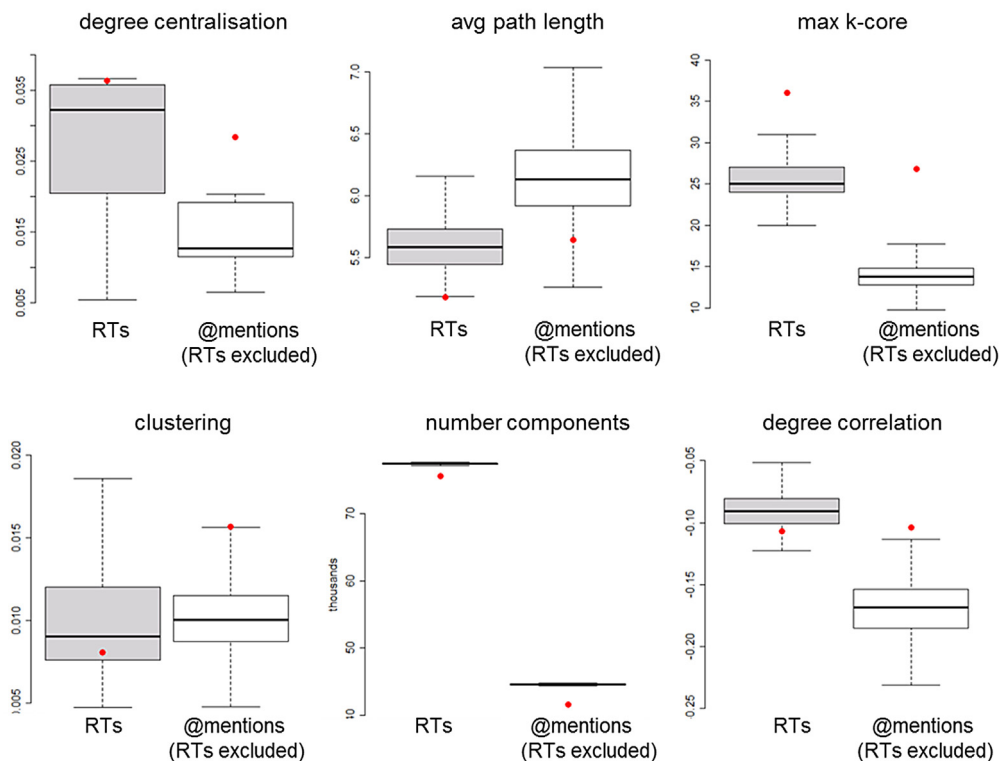 degree centralisation
0.035
0.025
0.015
0.005
RTs
@mentions
(RTs excluded)
avg path length
7.0
6.5
6.0
5.5
RTs
@mentions
(RTs excluded)
max k-core
40
35
30
25
20
15
10
RTs
@mentions
(RTs excluded)
clustering
0.020
0.015
0.010
0.005
RTs
@mentions
(RTs excluded)
number components
thousands
70
60
50
40
RTs
@mentions
(RTs excluded)
degree correlation
-0.05
-0.10
-0.15
-0.20
-0.25
RTs
@mentions
(RTs excluded)